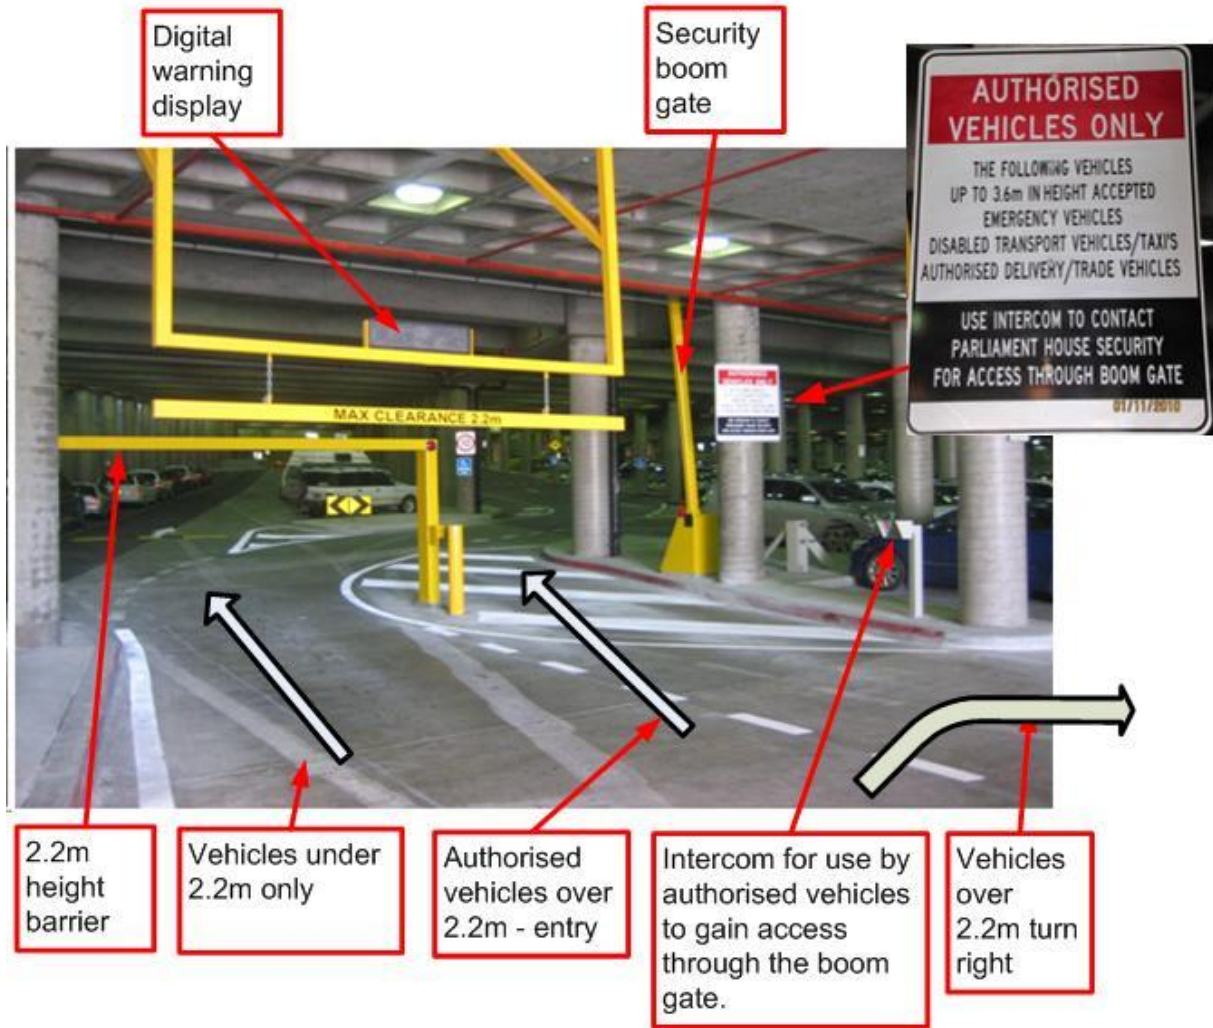 Digital
warning
display
Security
boom
gate
AUTHORISED
VEHICLES ONLY
THE FOLLOWING VEHICLES
UP TO 3.6m IN HEIGHT ACCEPTED
EMERGENCY VEHICLES
DISABLED TRANSPORT VEHICLES/TAXI'S
AUTHORISED DELIVERY/TRADE VEHICLES
USE INTERCOM TO CONTACT
PARLIAMENT HOUSE SECURITY
FOR ACCESS THROUGH BOOM GATE
01/11/2010
AUTHORISED
VEHICLES ONLY
MAX CLEARANCE 2.2m
2.2m
height
barrier
Vehicles under
2.2m only
Authorised
vehicles over
2.2m - entry
Intercom for use by
authorised vehicles
to gain access
through the boom
gate.
Vehicles
over
2.2m turn
right